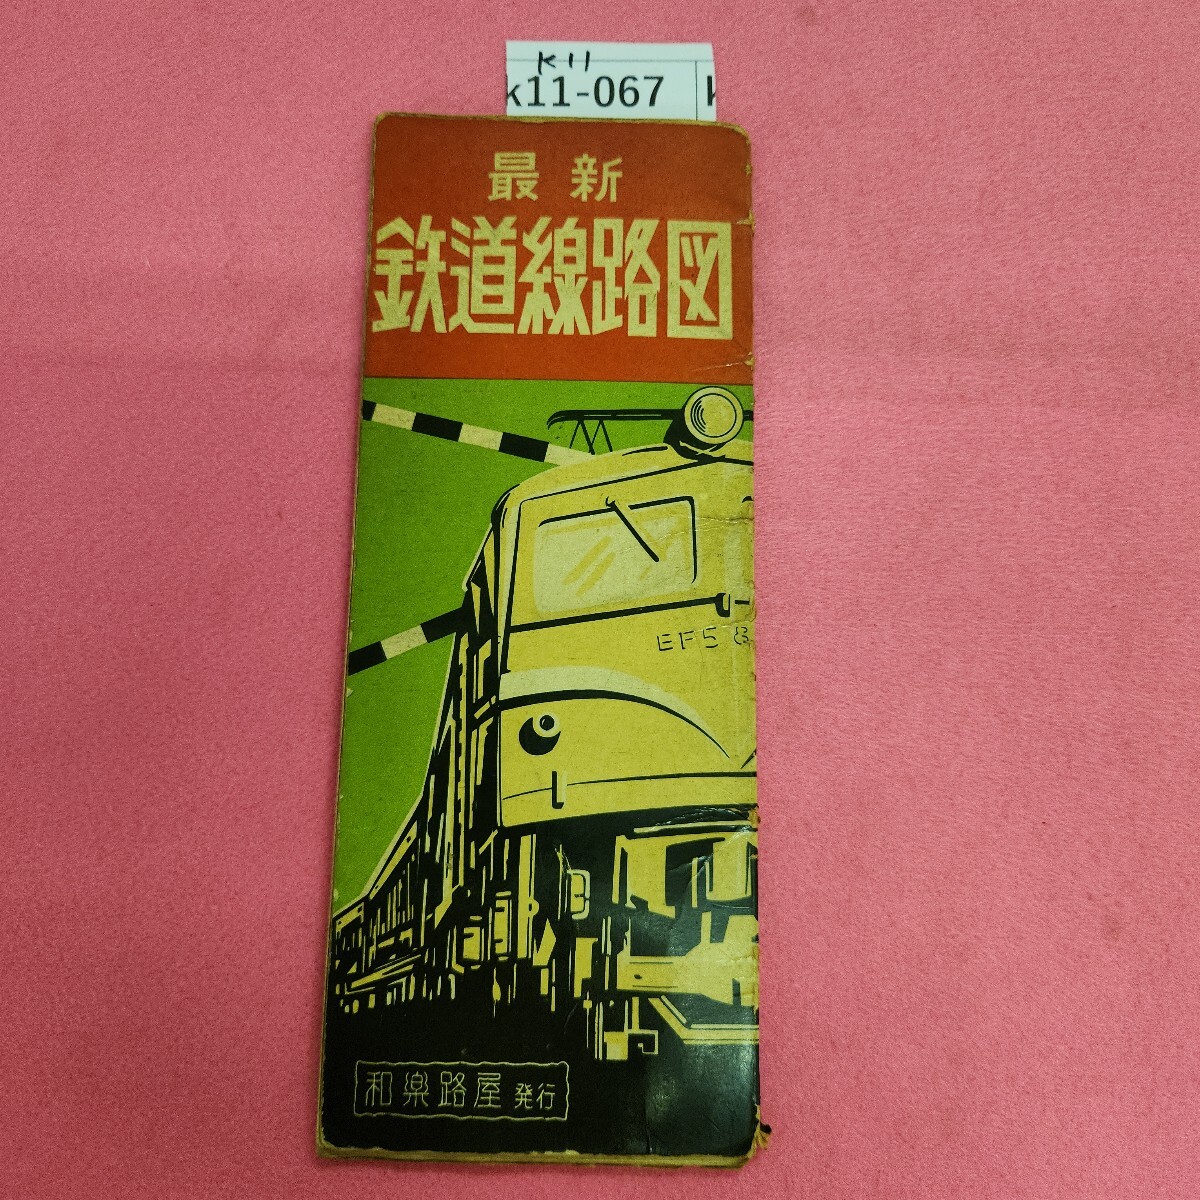 K11
k11-067
最新
鉄道線路図
EF58
和楽路屋 発行